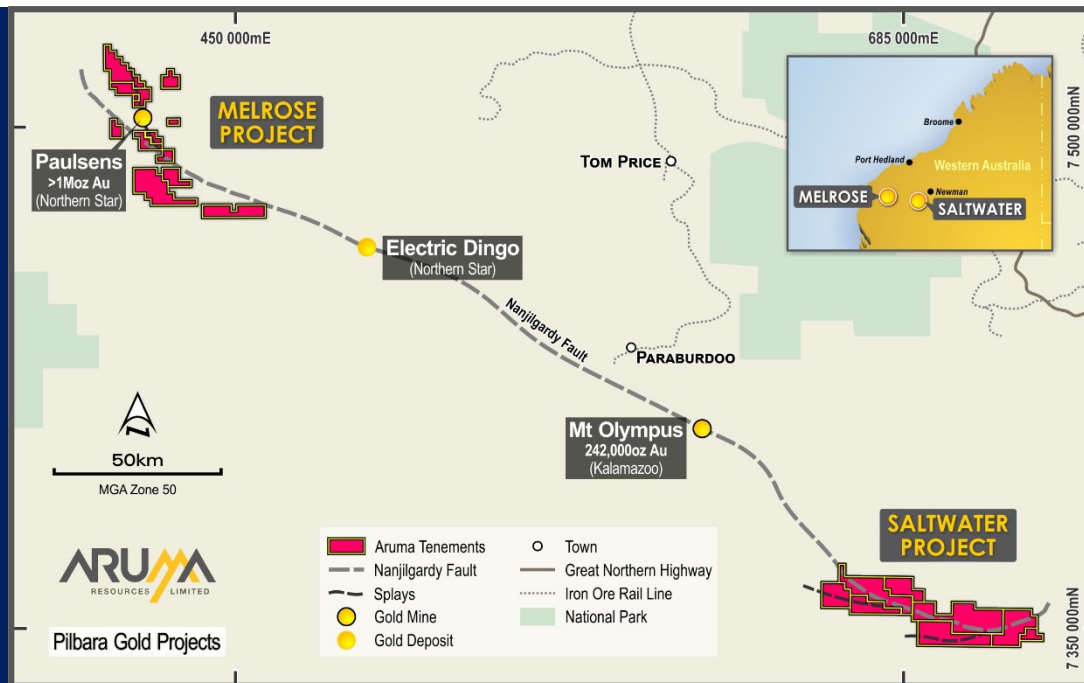 450 000mE
685 000mE
7 500 000mN
7 350 000mN
MELROSE
PROJECT
Paulsens
>1Moz Au
(Northern Star)
Electric Dingo
(Northern Star)
Nanjilgardy Fault
TOM PRICE
PARABURDOO
Broome
Port Hedland
Western Australia
Newman
MELROSE
SALTWATER
Mt Olympus
242,000oz Au
(Kalamazoo)
SALTWATER
PROJECT
N
50km
MGA Zone 50
ARUMA
RESOURCES LIMITED
Pilbara Gold Projects
Aruma Tenements
Nanjilgardy Fault
Splays
Gold Mine
Gold Deposit
Town
Great Northern Highway
Iron Ore Rail Line
National Park